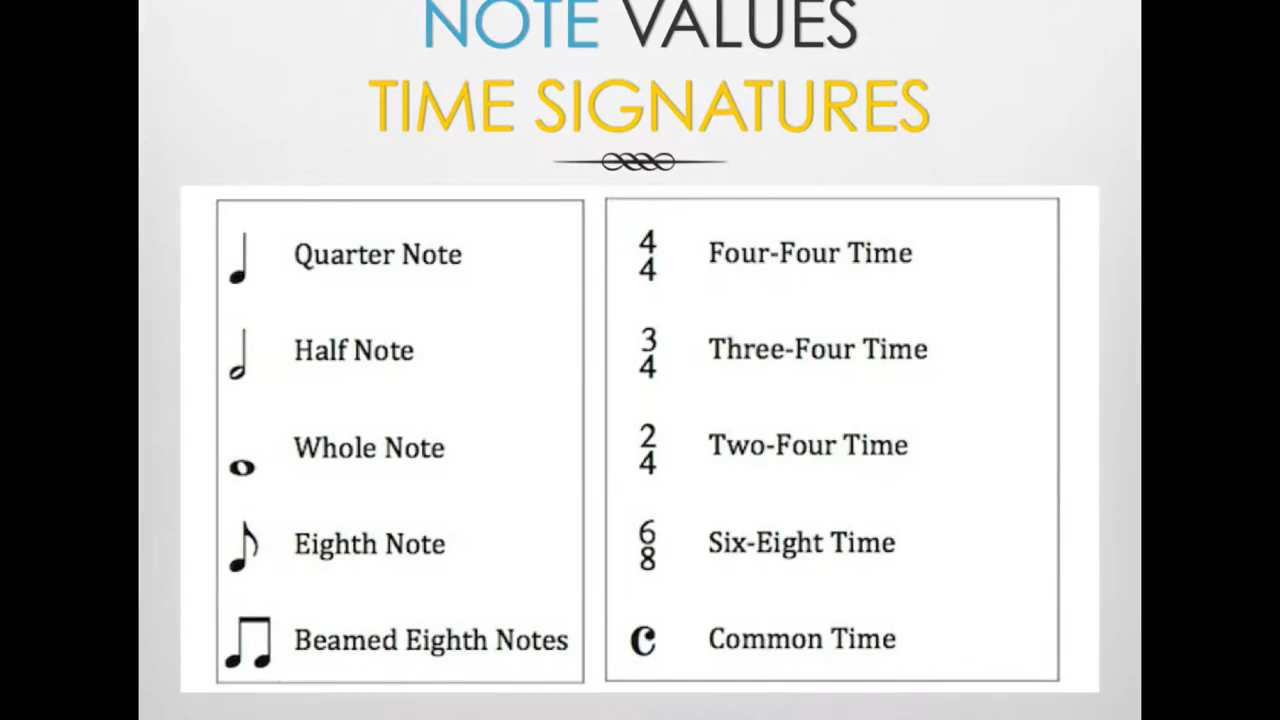 NOTE VALUES
TIME SIGNATURES
Quarter Note
Half Note
Whole Note
Eighth Note
Beamed Eighth Notes
4
4 Four-Four Time
3
4 Three-Four Time
2
4 Two-Four Time
6
8 Six-Eight Time
C Common Time